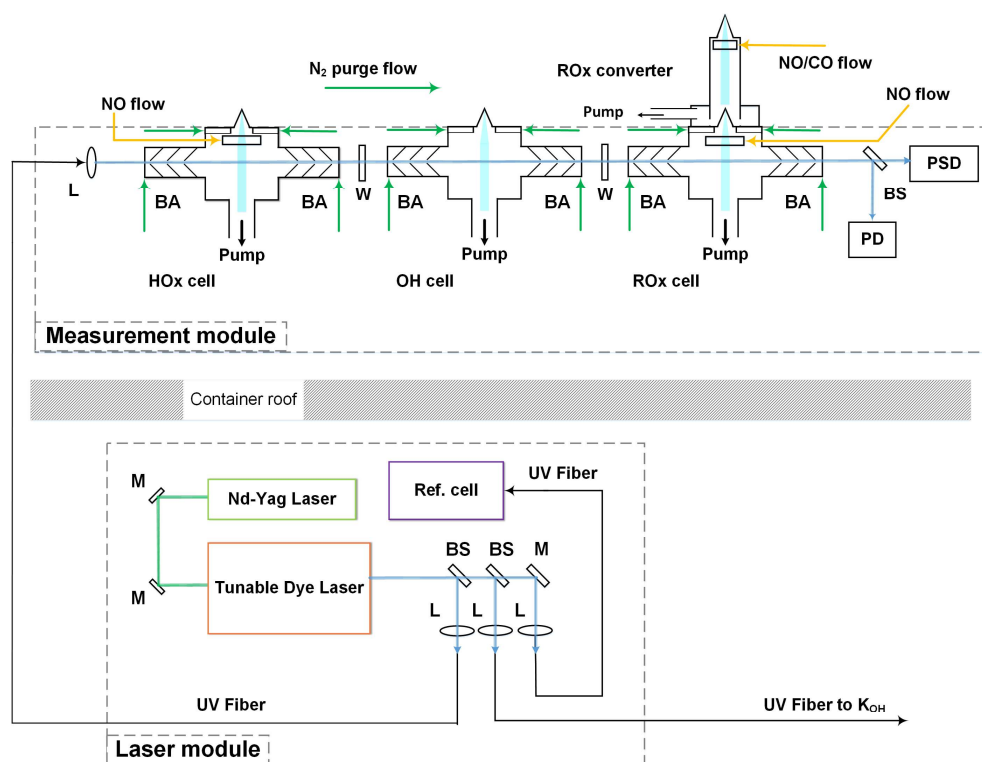 N₂ purge flow
ROx converter
NO/CO flow
NO flow
Pump
NO flow
L
BA
BA
W
BA
BA
W
BA
BA
BS
PSD
PD
Pump
Pump
Pump
HOx cell
OH cell
ROx cell
Measurement module
Container roof
M
Nd-Yag Laser
Ref. cell
UV Fiber
M
Tunable Dye Laser
BS
BS
M
L
L
L
UV Fiber
UV Fiber to K_OH
Laser module